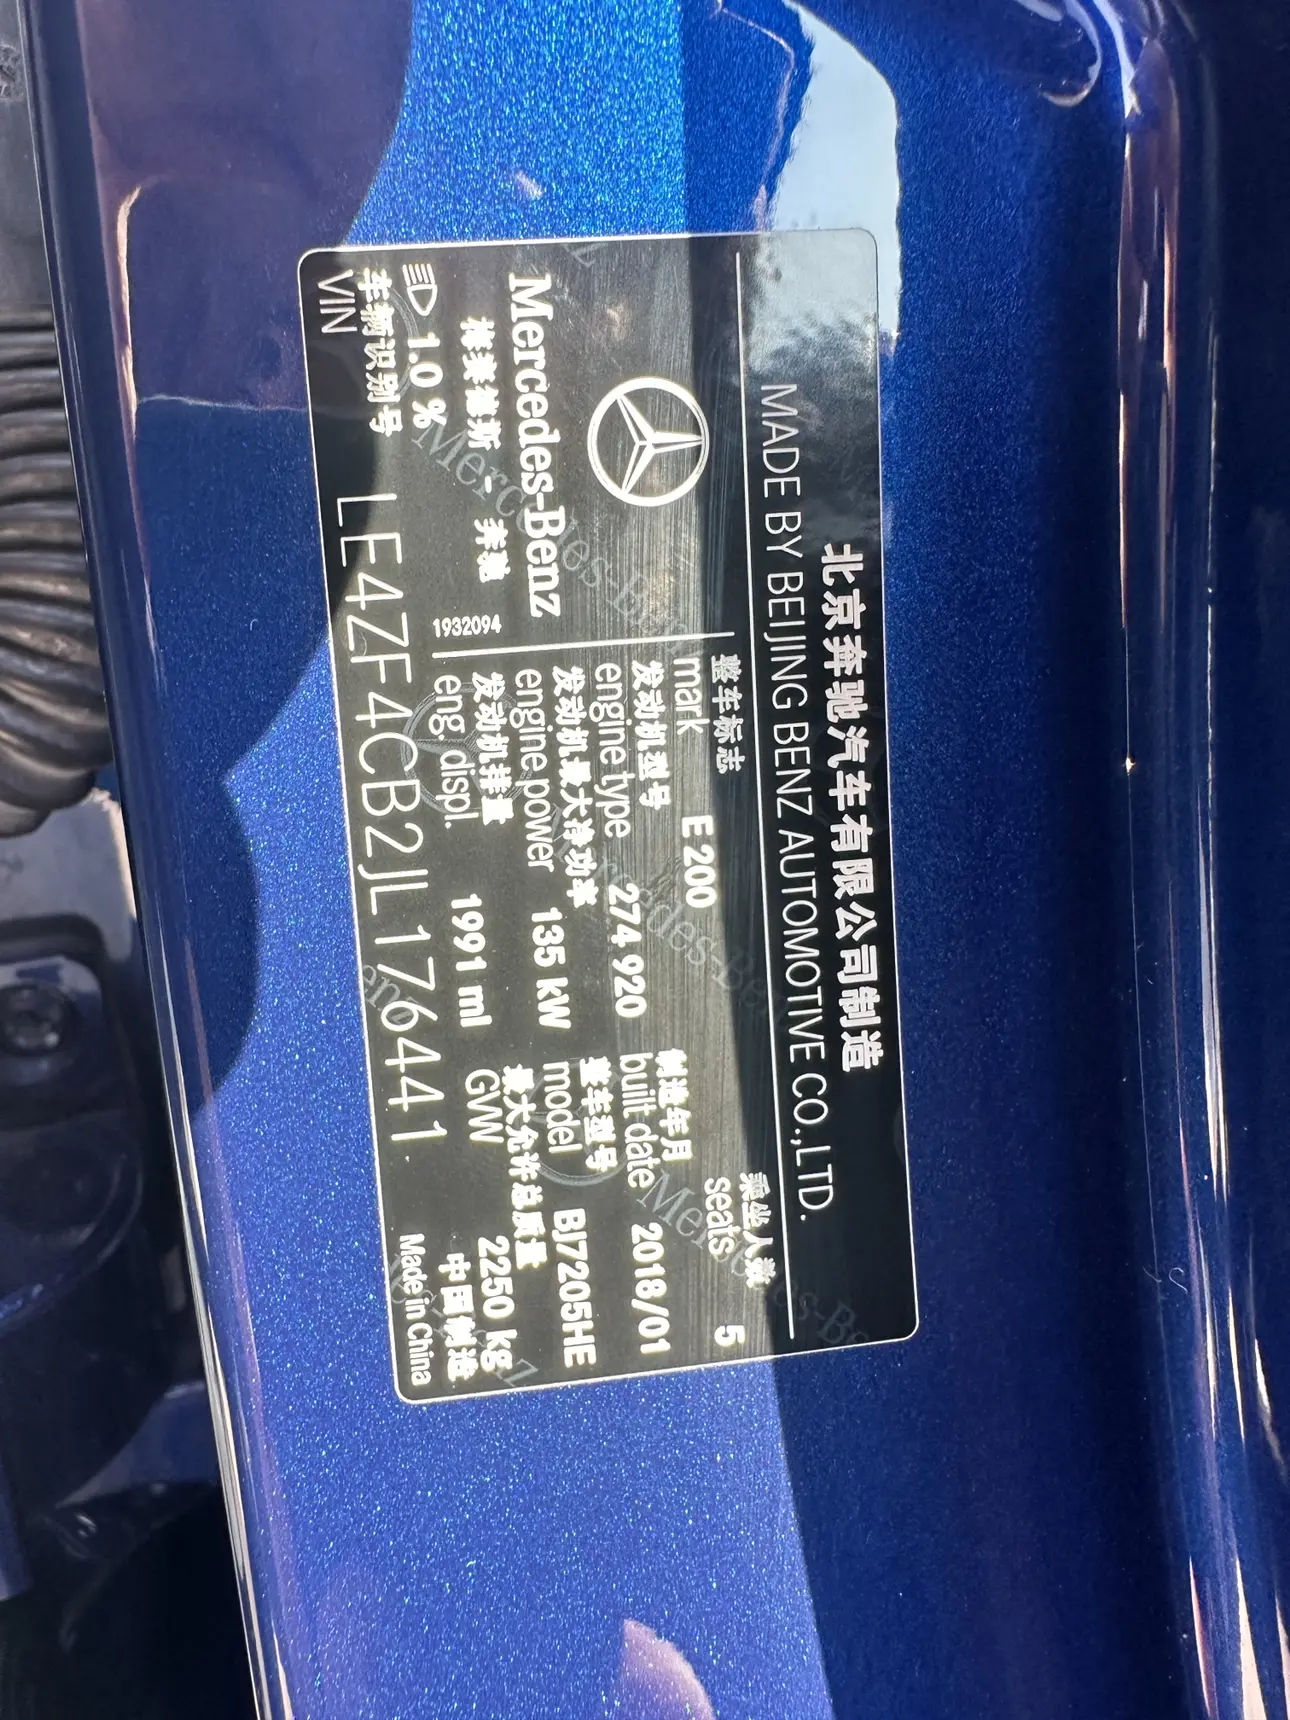 北京奔驰汽车有限公司制造
MADE BY BEIJING BENZ AUTOMOTIVE CO.,LTD.
Mercedes-Benz
梅赛德斯 - 奔驰
1.0 %
1932094
整车标志
mark E 200
乘坐人数
seats 5
发动机型号
engine type 274 920
制造年月
built date 2018/01
发动机最大净功率
engine power 135 kW
整车型号
model BJ7205HE
发动机排量
eng. displ. 1991 ml
最大允许总质量
GVW 2250 kg
车辆识别号
VIN LE4ZF4CB2JL176441
中国制造
Made in China